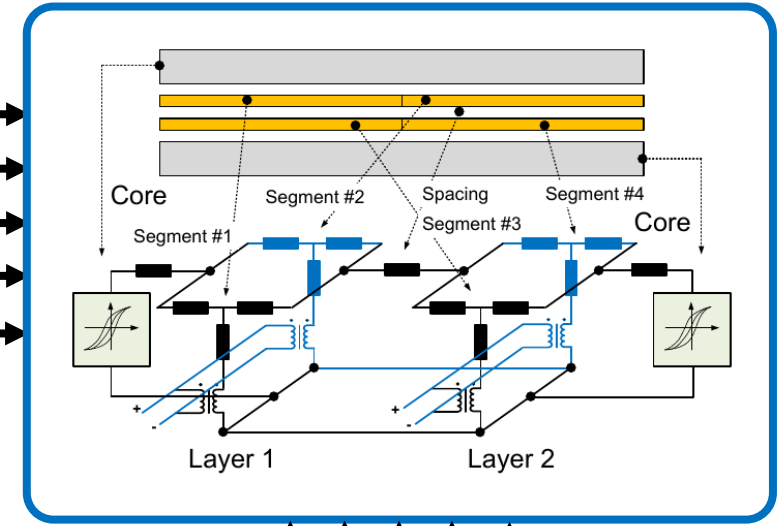 Core
Segment #2
Spacing
Segment #4
Segment #1
Segment #3
Core
+
-
+
-
Layer 1
Layer 2